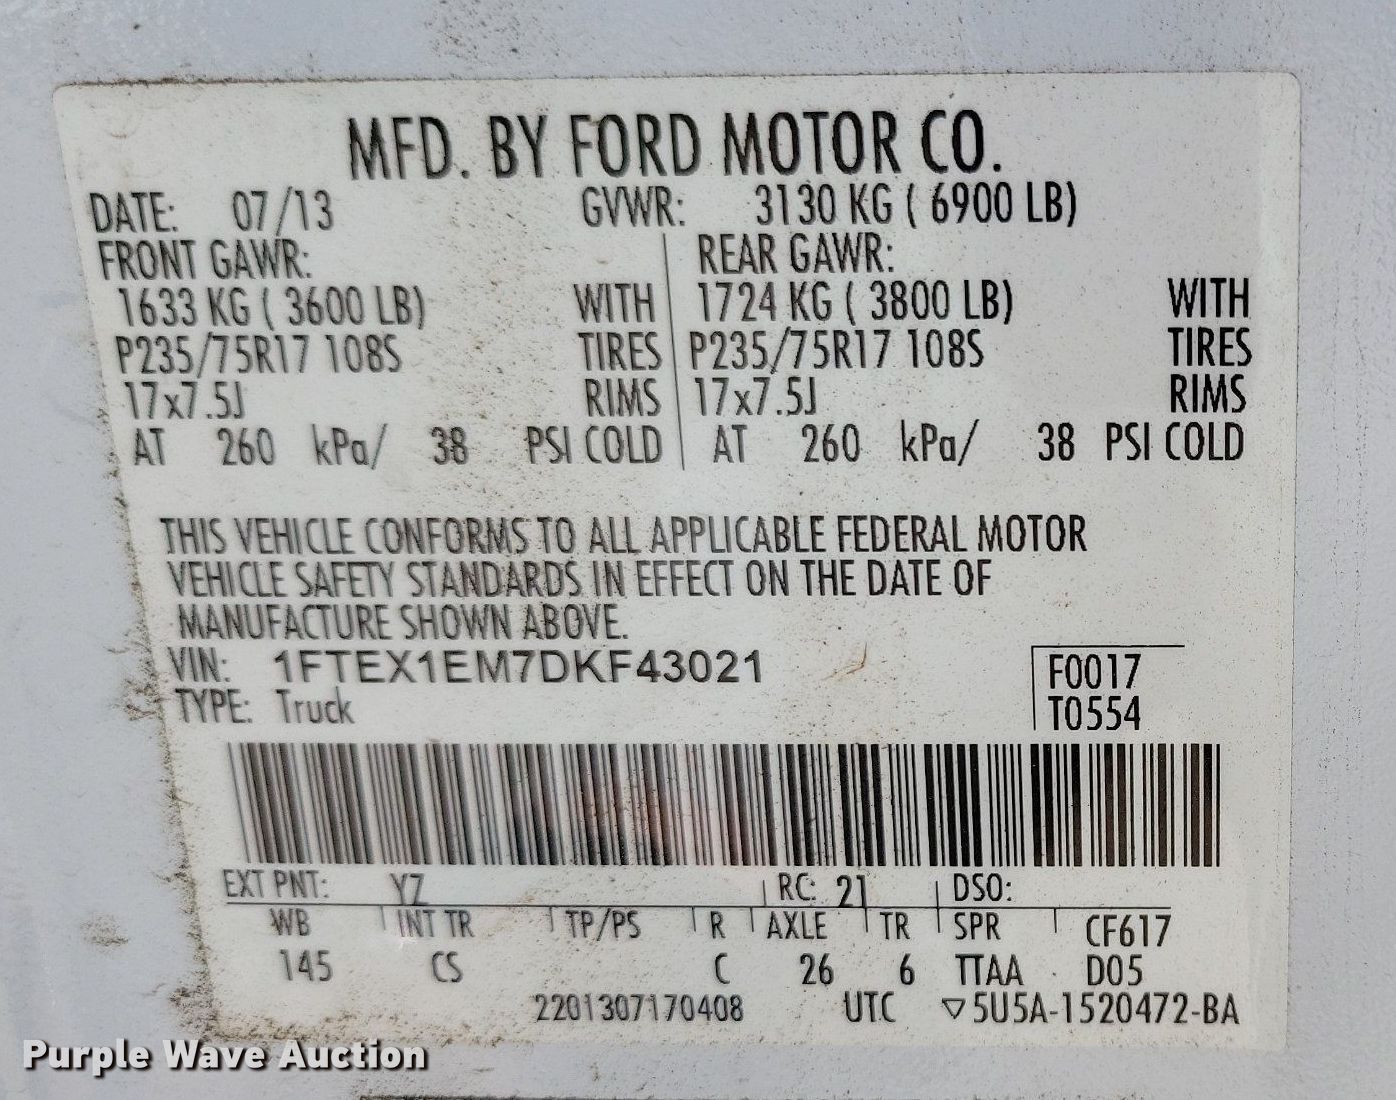 MFD. BY FORD MOTOR CO.
DATE: 07/13 GVWR: 3130 KG ( 6900 LB)
FRONT GAWR: REAR GAWR:
1633 KG ( 3600 LB) WITH 1724 KG ( 3800 LB) WITH
P235/75R17 108S TIRES P235/75R17 108S TIRES
17x7.5J RIMS 17x7.5J RIMS
AT 260 kPa/ 38 PSI COLD AT 260 kPa/ 38 PSI COLD
THIS VEHICLE CONFORMS TO ALL APPLICABLE FEDERAL MOTOR
VEHICLE SAFETY STANDARDS IN EFFECT ON THE DATE OF
MANUFACTURE SHOWN ABOVE.
VIN: 1FTEX1EM7DKF43021 F0017
TYPE: Truck T0554
EXT PNT: YZ RC: 21 DSO:
WB INT TR TP/PS R AXLE TR SPR CF617
145 CS C 26 6 TTAA D05
2201307170408 UTC ▽5U5A-1520472-BA
Purple Wave Auction